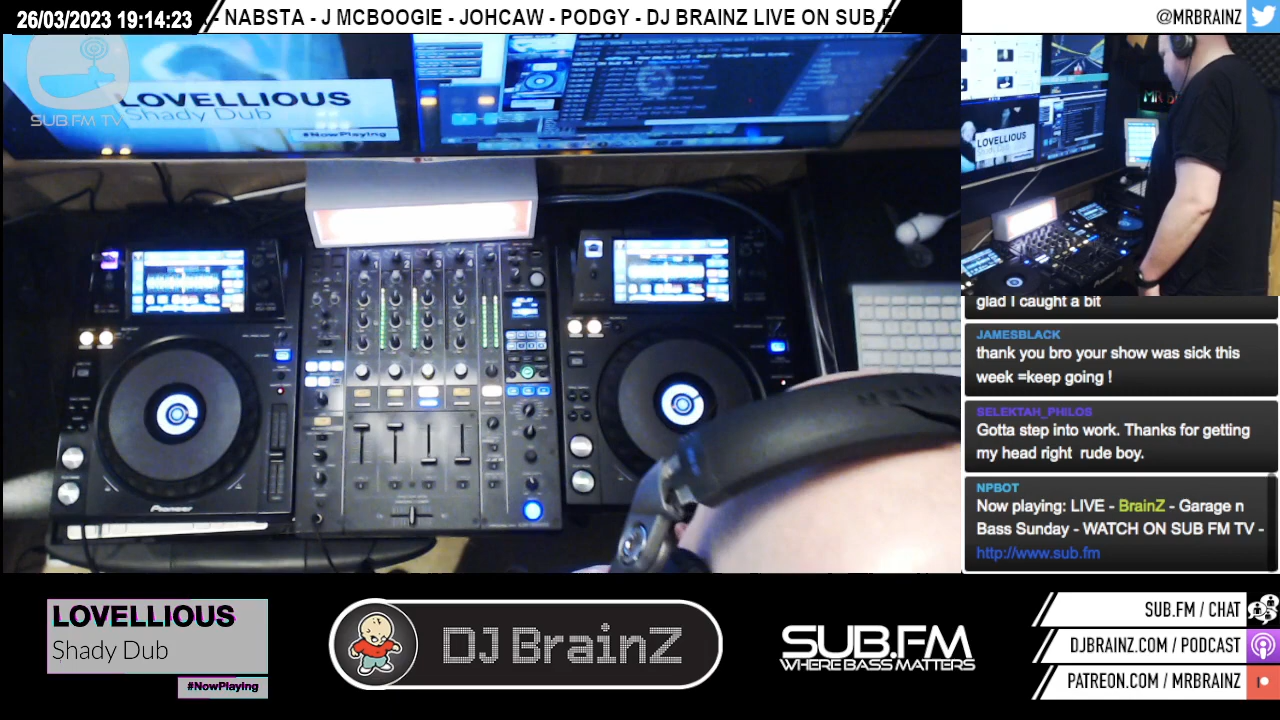 26/03/2023 19:14:23
- NABSTA - J MCBOOGIE - JOHCAW - PODGY - DJ BRAINZ LIVE ON SUB.F
@MRBRAINZ
SUB FM TV
LOVELLIOUS
Shady Dub
#NowPlaying
LOVELLIOUS
glad I caught a bit
JAMESBLACK
thank you bro your show was sick this
week =keep going !
SELEKTAH_PHILOS
Gotta step into work. Thanks for getting
my head right rude boy.
NPBOT
Now playing: LIVE - BrainZ - Garage n
Bass Sunday - WATCH ON SUB FM TV -
http://www.sub.fm
Pioneer
LOVELLIOUS
Shady Dub
#NowPlaying
DJ BrainZ
SUB.FM
WHERE BASS MATTERS
SUB.FM / CHAT
DJBRAINZ.COM / PODCAST
PATREON.COM / MRBRAINZ